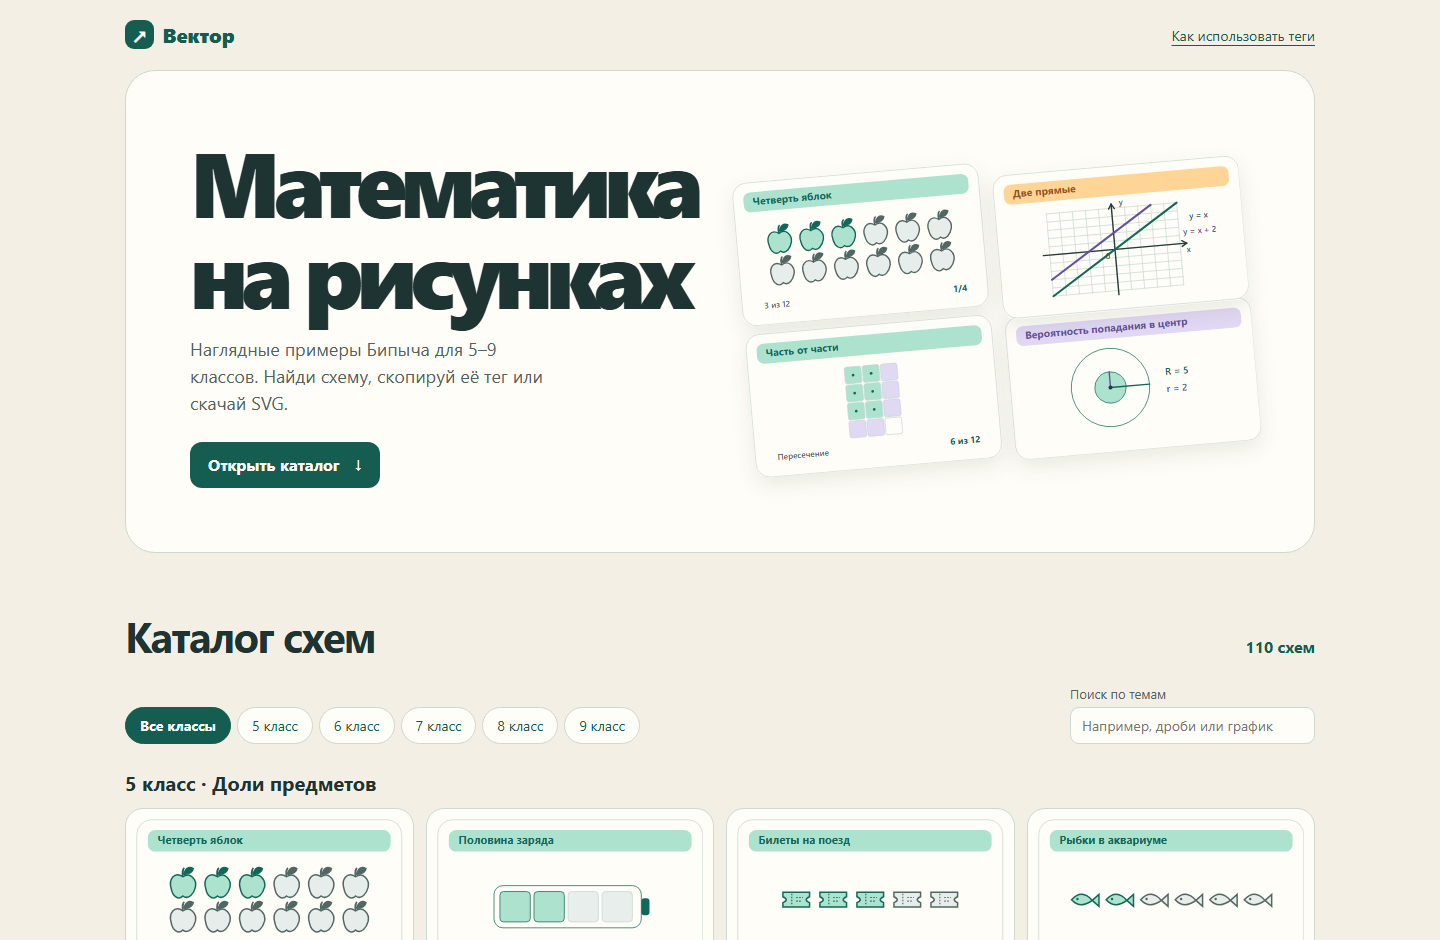 Вектор
Как использовать теги
Математика
на рисунках
Наглядные примеры Бипыча для 5–9
классов. Найди схему, скопируй её тег или
скачай SVG.
Открыть каталог ↓
Четверть яблок
3 из 12
1/4
Две прямые
y
y = x
y = x + 2
x
0
Часть от части
Пересечение
6 из 12
Вероятность попадания в центр
R = 5
r = 2
Каталог схем
110 схем
Поиск по темам
Все классы
5 класс
6 класс
7 класс
8 класс
9 класс
Например, дроби или график
5 класс · Доли предметов
Четверть яблок
Половина заряда
Билеты на поезд
Рыбки в аквариуме